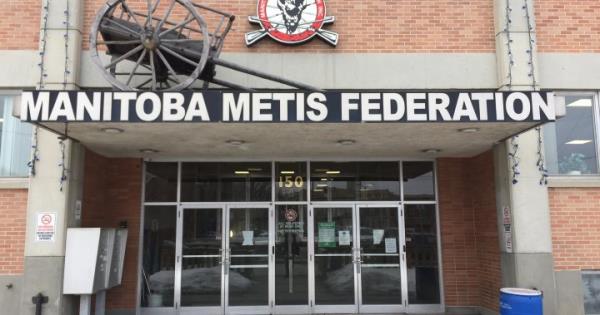 MANITOBA METIS FEDERATION
150